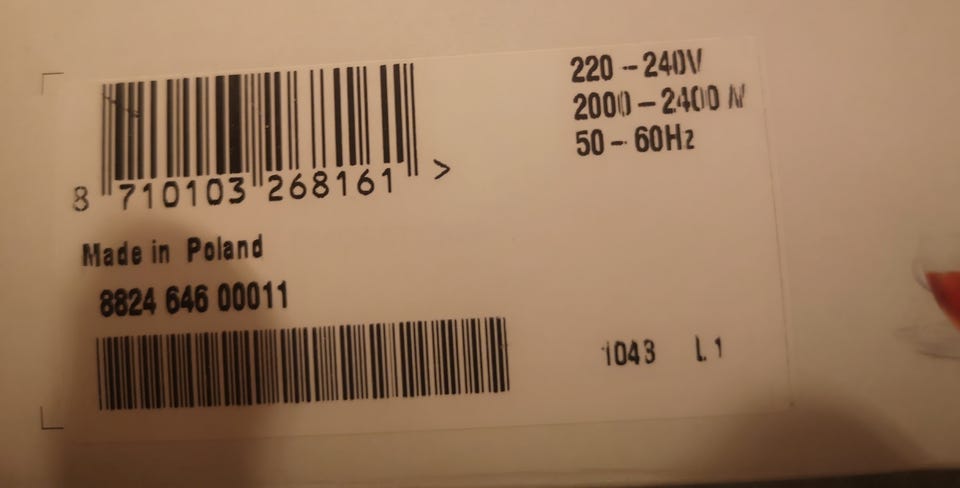 220 – 240V
2000 – 2400 W
50 – 60Hz
8 710103 268161 >
Made in Poland
8824 646 00011
1043 L1